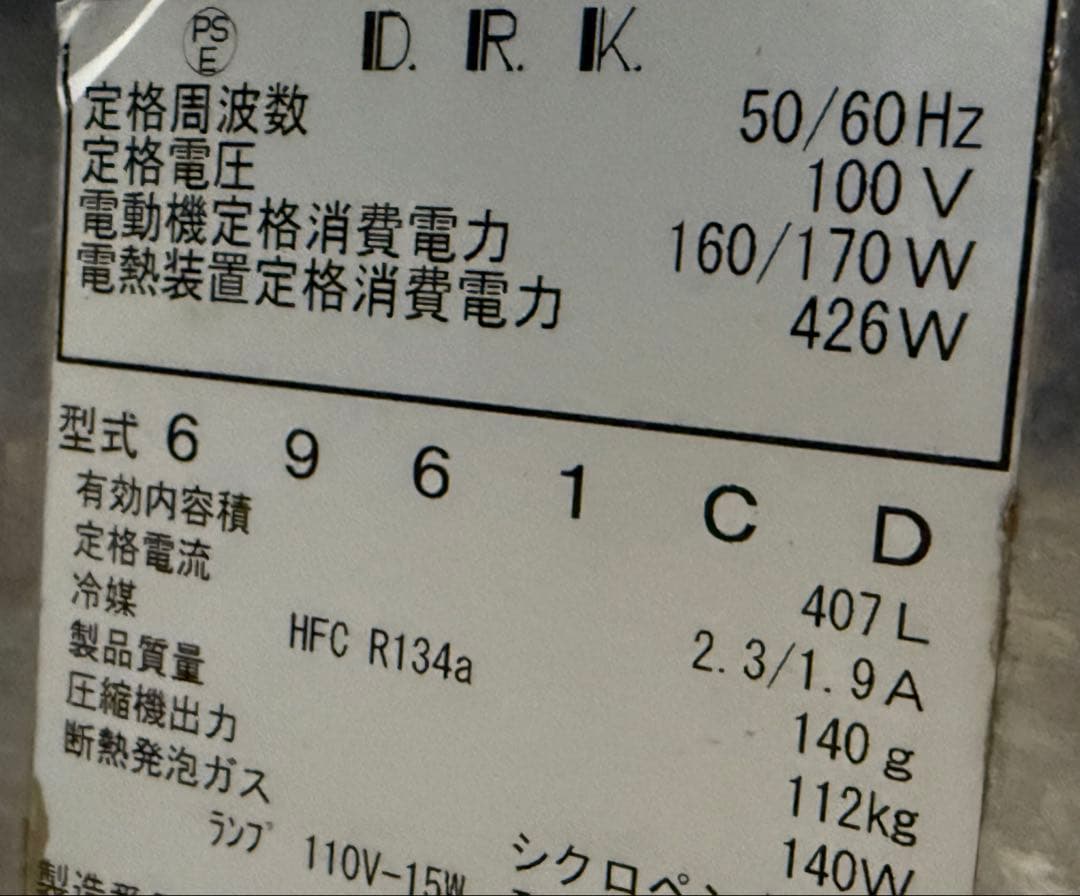 PS
E
D. R. K.
定格周波数 50/60Hz
定格電圧 100V
電動機定格消費電力 160/170W
電熱装置定格消費電力 426W
型式 6961CD
有効内容積 407L
定格電流 2.3/1.9A
冷媒 HFC R134a 140g
製品質量 112kg
圧縮機出力 140W
断熱発泡ガス シクロペン
ランプ 110V-15W